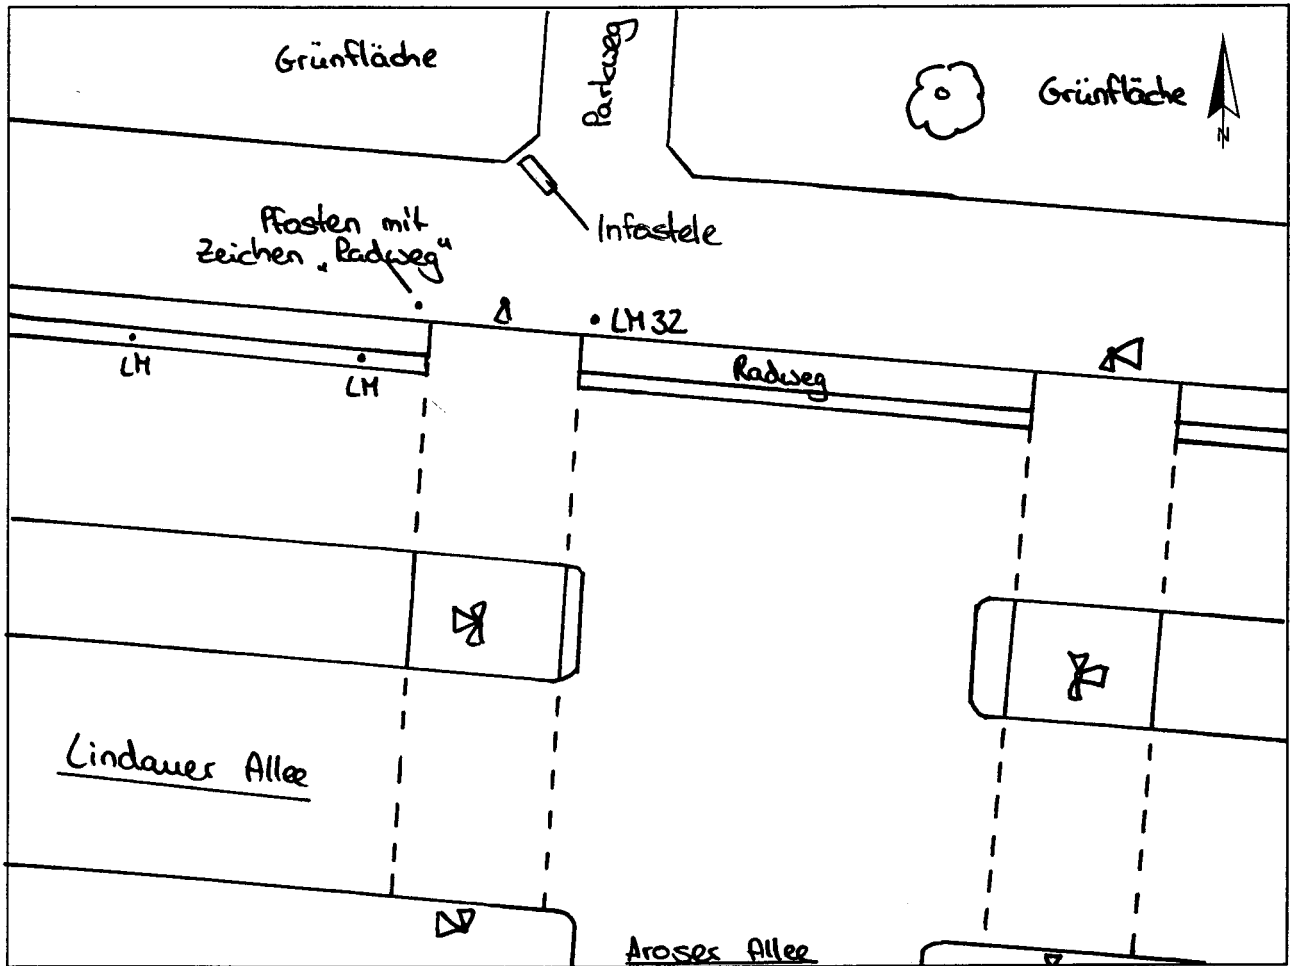 Grünfläche
Parkweg
Grünfläche
N
Pfosten mit
Zeichen „Radweg“
Infostele
LM 32
LM
LM
Radweg
Lindauer Allee
Aroser Allee